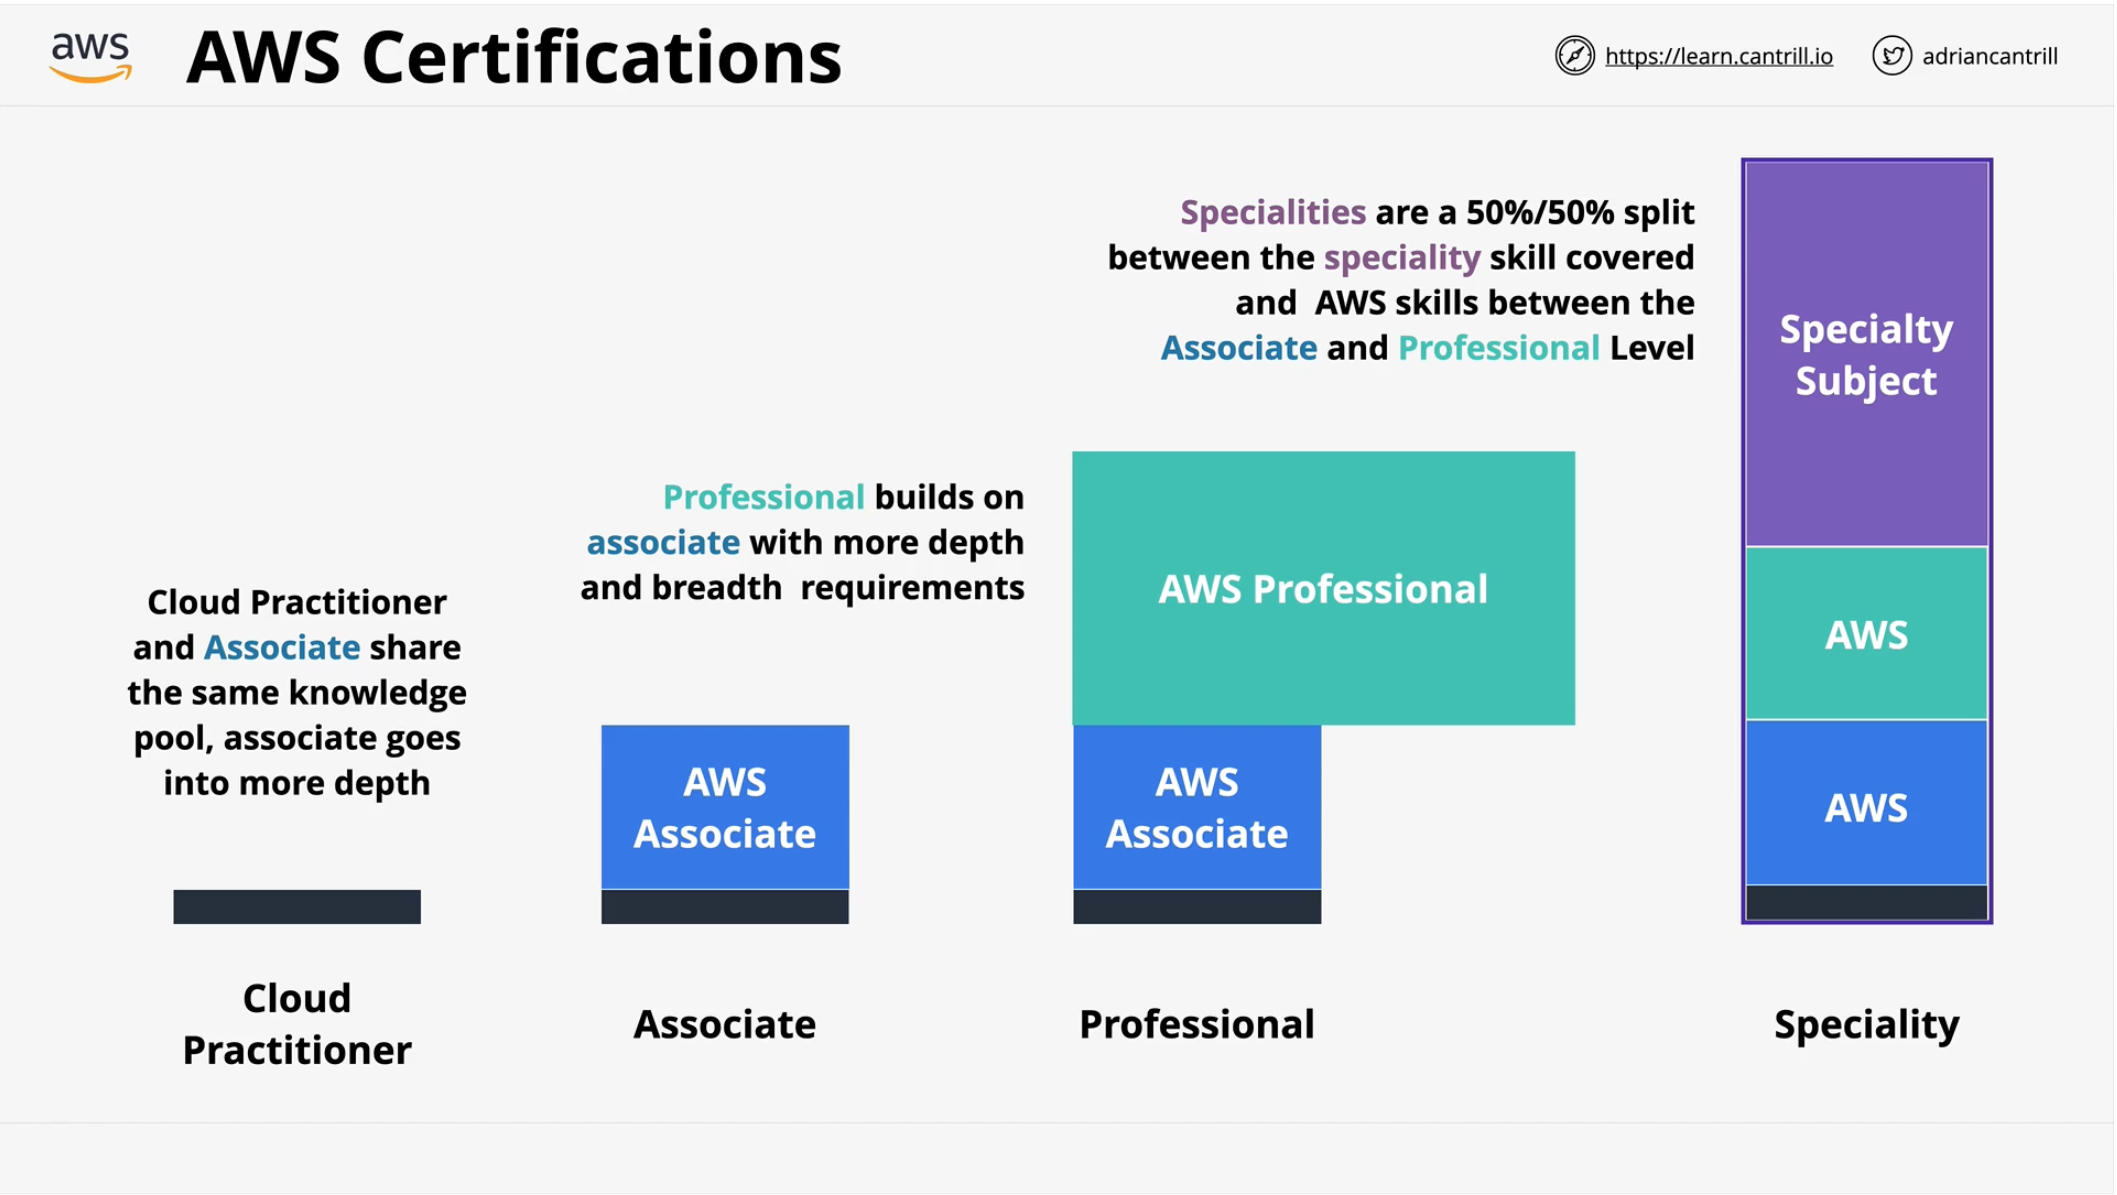 aws
AWS Certifications
https://learn.cantrill.io
adriancantrill
Specialities are a 50%/50% split
between the speciality skill covered
and AWS skills between the
Associate and Professional Level
Professional builds on
associate with more depth
and breadth requirements
Cloud Practitioner
and Associate share
the same knowledge
pool, associate goes
into more depth
AWS
Associate
AWS Professional
AWS
Associate
Specialty
Subject
AWS
AWS
Cloud
Practitioner
Associate
Professional
Speciality